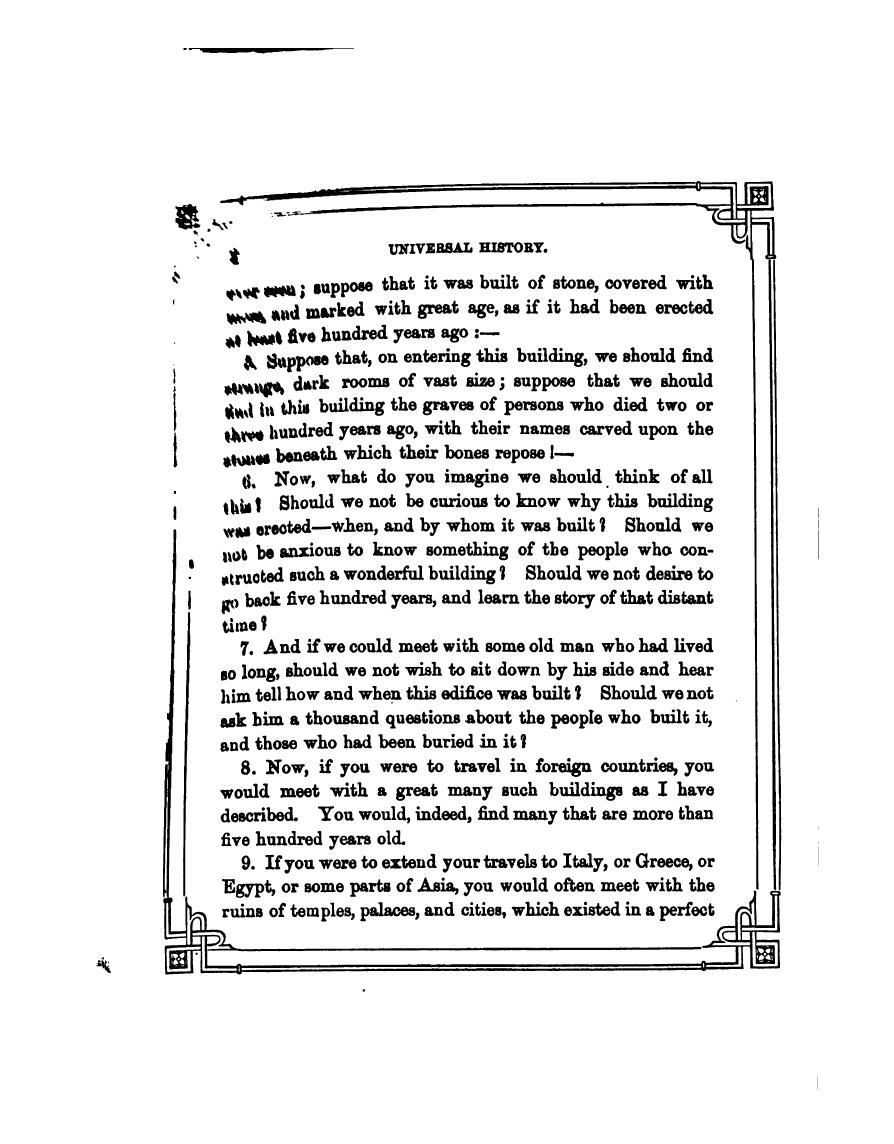 UNIVERSAL HISTORY.
ever seen; suppose that it was built of stone, covered with
and marked with great age, as if it had been erected
at least five hundred years ago :—
Suppose that, on entering this building, we should find
strange, dark rooms of vast size; suppose that we should
find in this building the graves of persons who died two or
three hundred years ago, with their names carved upon the
stones beneath which their bones repose!—
6. Now, what do you imagine we should think of all
this? Should we not be curious to know why this building
was erected—when, and by whom it was built? Should we
not be anxious to know something of the people who con-
structed such a wonderful building? Should we not desire to
go back five hundred years, and learn the story of that distant
time?
7. And if we could meet with some old man who had lived
so long, should we not wish to sit down by his side and hear
him tell how and when this edifice was built? Should we not
ask him a thousand questions about the people who built it,
and those who had been buried in it?
8. Now, if you were to travel in foreign countries, you
would meet with a great many such buildings as I have
described. You would, indeed, find many that are more than
five hundred years old.
9. If you were to extend your travels to Italy, or Greece, or
Egypt, or some parts of Asia, you would often meet with the
ruins of temples, palaces, and cities, which existed in a perfect